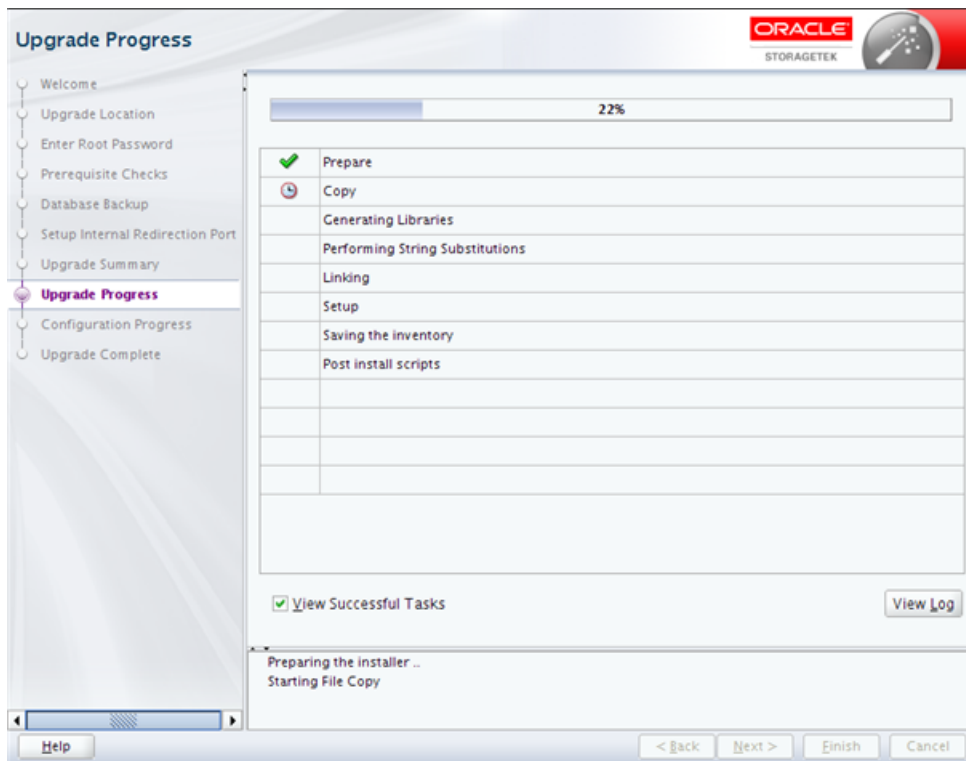 Upgrade Progress
ORACLE
STORAGETEK
Welcome
Upgrade Location
Enter Root Password
Prerequisite Checks
Database Backup
Setup Internal Redirection Port
Upgrade Summary
Upgrade Progress
Configuration Progress
Upgrade Complete
22%
Prepare
Copy
Generating Libraries
Performing String Substitutions
Linking
Setup
Saving the inventory
Post install scripts
View Successful Tasks
View Log
Preparing the installer ..
Starting File Copy
Help
< Back
Next >
Finish
Cancel